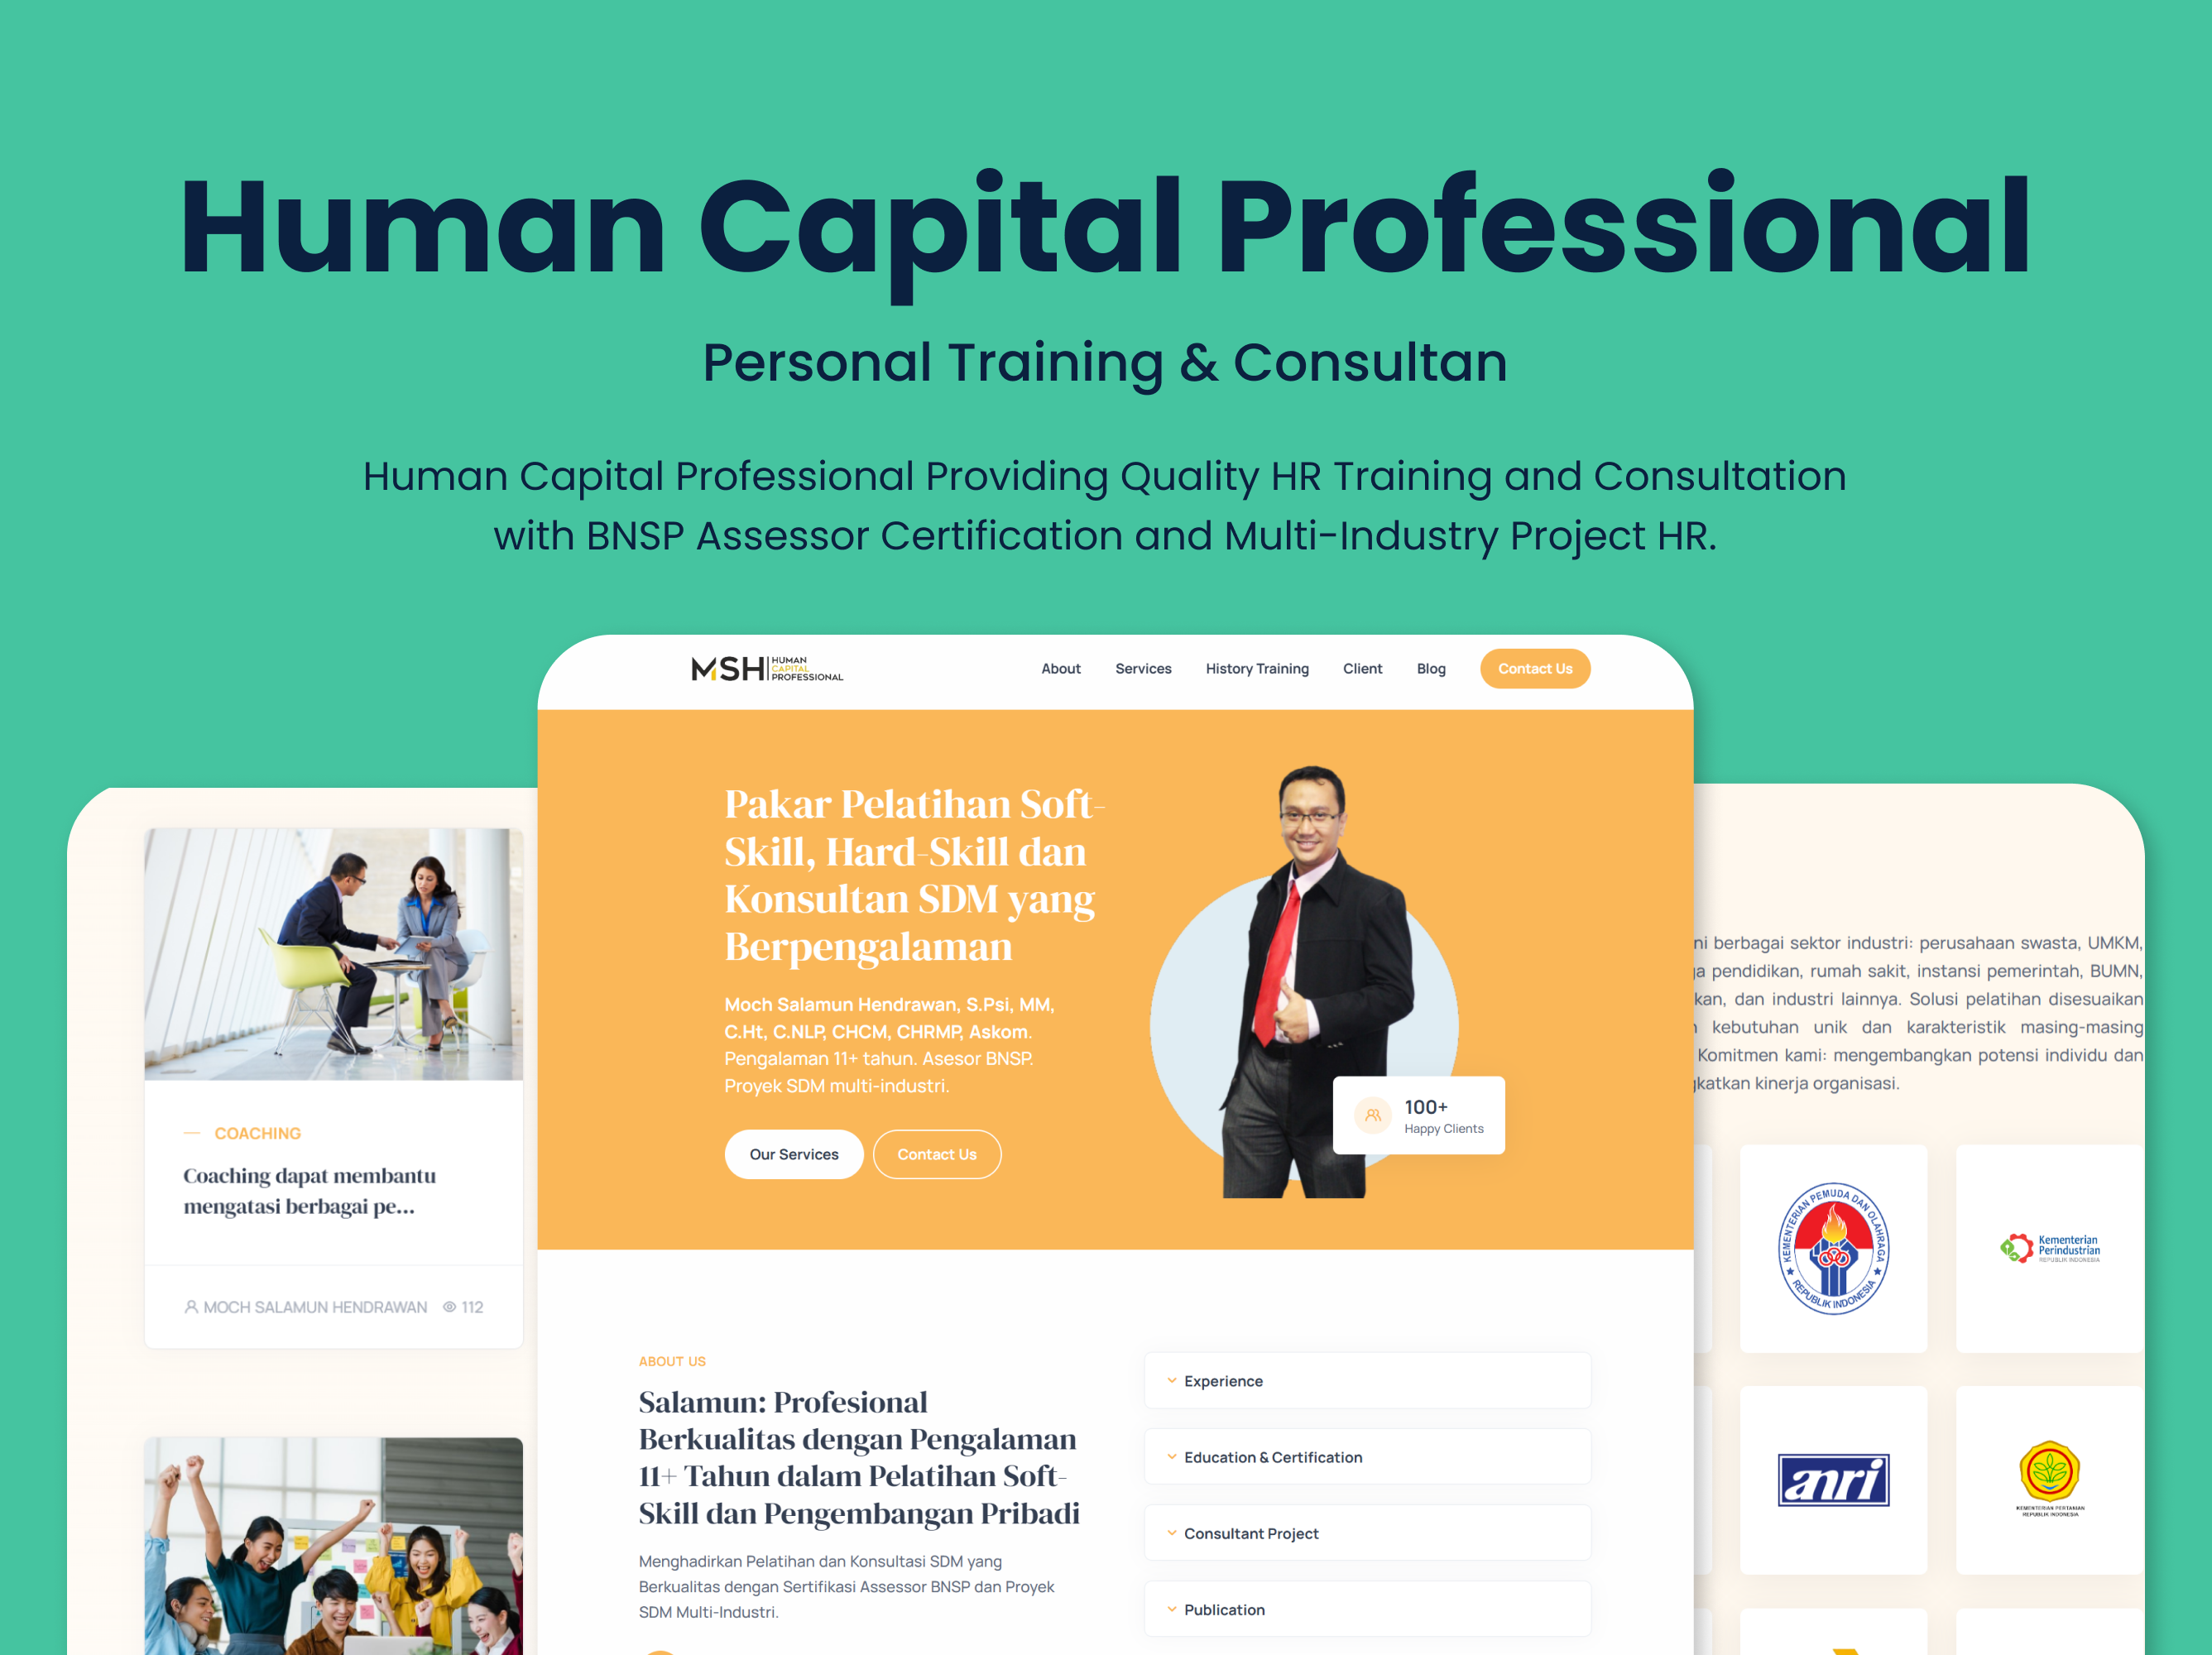 Human Capital Professional
Personal Training & Consultan
Human Capital Professional Providing Quality HR Training and Consultation
with BNSP Assessor Certification and Multi-Industry Project HR.
MSH HUMAN
CAPITAL
PROFESSIONAL
About Services History Training Client Blog Contact Us
Pakar Pelatihan Soft-
Skill, Hard-Skill dan
Konsultan SDM yang
Berpengalaman
Moch Salamun Hendrawan, S.Psi, MM,
C.Ht, C.NLP, CHCM, CHRMP, Askom.
Pengalaman 11+ tahun. Asesor BNSP.
Proyek SDM multi-industri.
Our Services Contact Us
100+
Happy Clients
COACHING
Coaching dapat membantu
mengatasi berbagai pe...
MOCH SALAMUN HENDRAWAN 112
ABOUT US
Salamun: Profesional
Berkualitas dengan Pengalaman
11+ Tahun dalam Pelatihan Soft-
Skill dan Pengembangan Pribadi
Menghadirkan Pelatihan dan Konsultasi SDM yang
Berkualitas dengan Sertifikasi Assessor BNSP dan Proyek
SDM Multi-Industri.
Experience
Education & Certification
Consultant Project
Publication
ni berbagai sektor industri: perusahaan swasta, UMKM,
a pendidikan, rumah sakit, instansi pemerintah, BUMN,
kan, dan industri lainnya. Solusi pelatihan disesuaikan
kebutuhan unik dan karakteristik masing-masing
Komitmen kami: mengembangkan potensi individu dan
katkan kinerja organisasi.
KEMENTERIAN PEMUDA DAN OLAHRAGA
REPUBLIK INDONESIA
Kementerian
Perindustrian
REPUBLIK INDONESIA
anri
KEMENTERIAN PERTANIAN
REPUBLIK INDONESIA